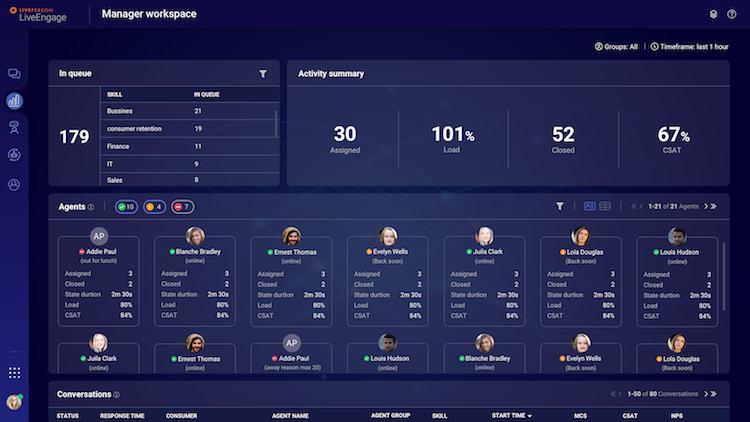 LIVEPERSON
LiveEngage
Manager workspace
Groups: All | Timeframe: last 1 hour
In queue
179
SKILL IN QUEUE
Bussines 21
consumer retention 19
Finance 11
IT 9
Sales 8
Activity summary
30 101% 52 67%
Assigned Load Closed CSAT
Agents 10 4 7 1-21 of 21 Agents
AP
Addie Paul Blanche Bradley Ernest Thomas Evelyn Wells Juila Clark Lola Douglas Louis Hudson
(out for lunch) (online) (online) (Back soon) (online) (Back soon) (online)
Assigned 3 Assigned 3 Assigned 3 Assigned 3 Assigned 3 Assigned 3 Assigned 3
Closed 2 Closed 2 Closed 2 Closed 2 Closed 2 Closed 2 Closed 2
State durtion 2m 30s State durtion 2m 30s State durtion 2m 30s State durtion 2m 30s State durtion 2m 30s State durtion 2m 30s State durtion 2m 30s
Load 80% Load 80% Load 80% Load 80% Load 80% Load 80% Load 80%
CSAT 84% CSAT 84% CSAT 84% CSAT 84% CSAT 84% CSAT 84% CSAT 84%
AP
Juila Clark Ernest Thomas Addie Paul Louis Hudson Blanche Bradley Evelyn Wells Lola Douglas
(online) (online) (away reason max 20) (online) (online) (Back soon) (Back soon)
Conversations 1-50 of 80 Conversations
STATUS RESPONSE TIME CONSUMER AGENT NAME AGENT GROUP SKILL START TIME MCS CSAT NPS